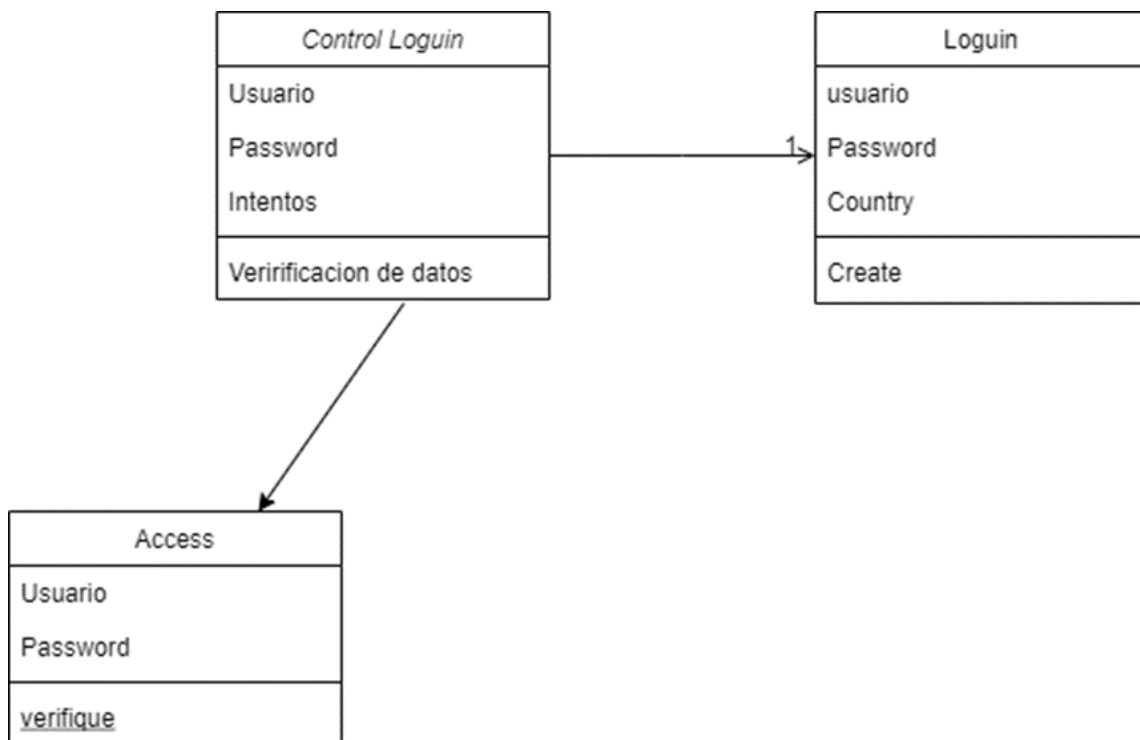 Control Loguin
Usuario
Password
Intentos
Veririficacion de datos
1
Loguin
usuario
Password
Country
Create
Access
Usuario
Password
verifique